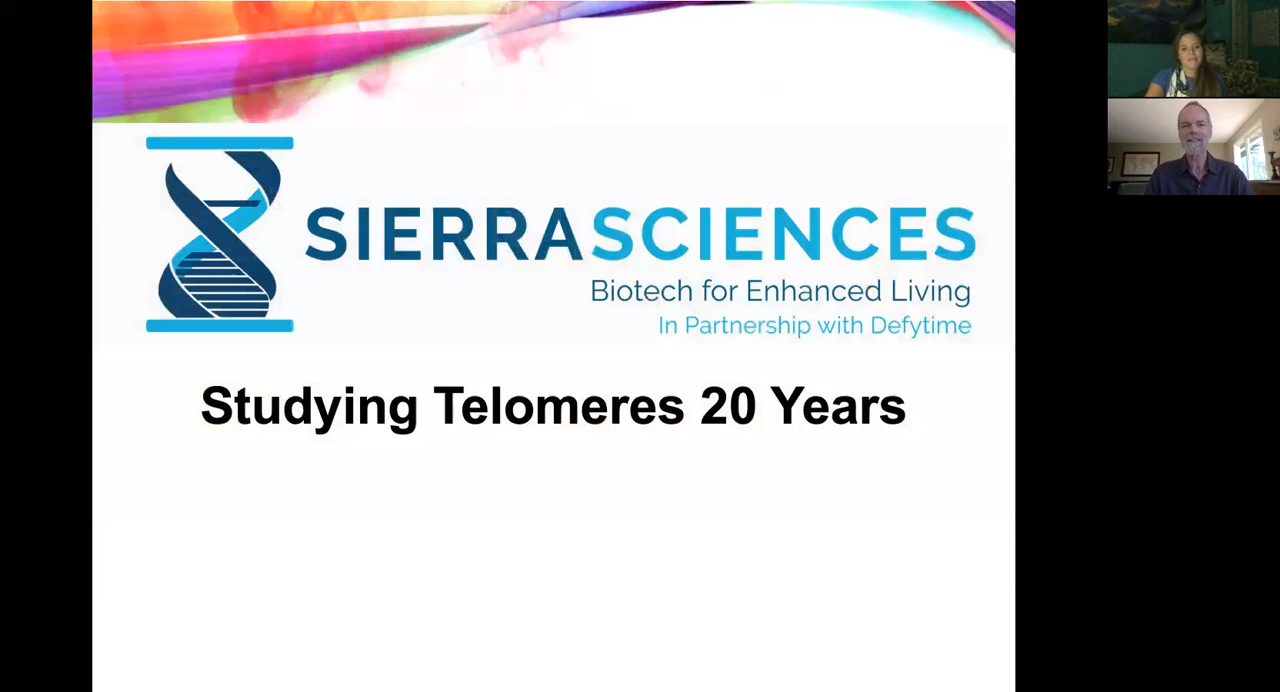 SIERRASCIENCES
Biotech for Enhanced Living
In Partnership with Defytime
Studying Telomeres 20 Years